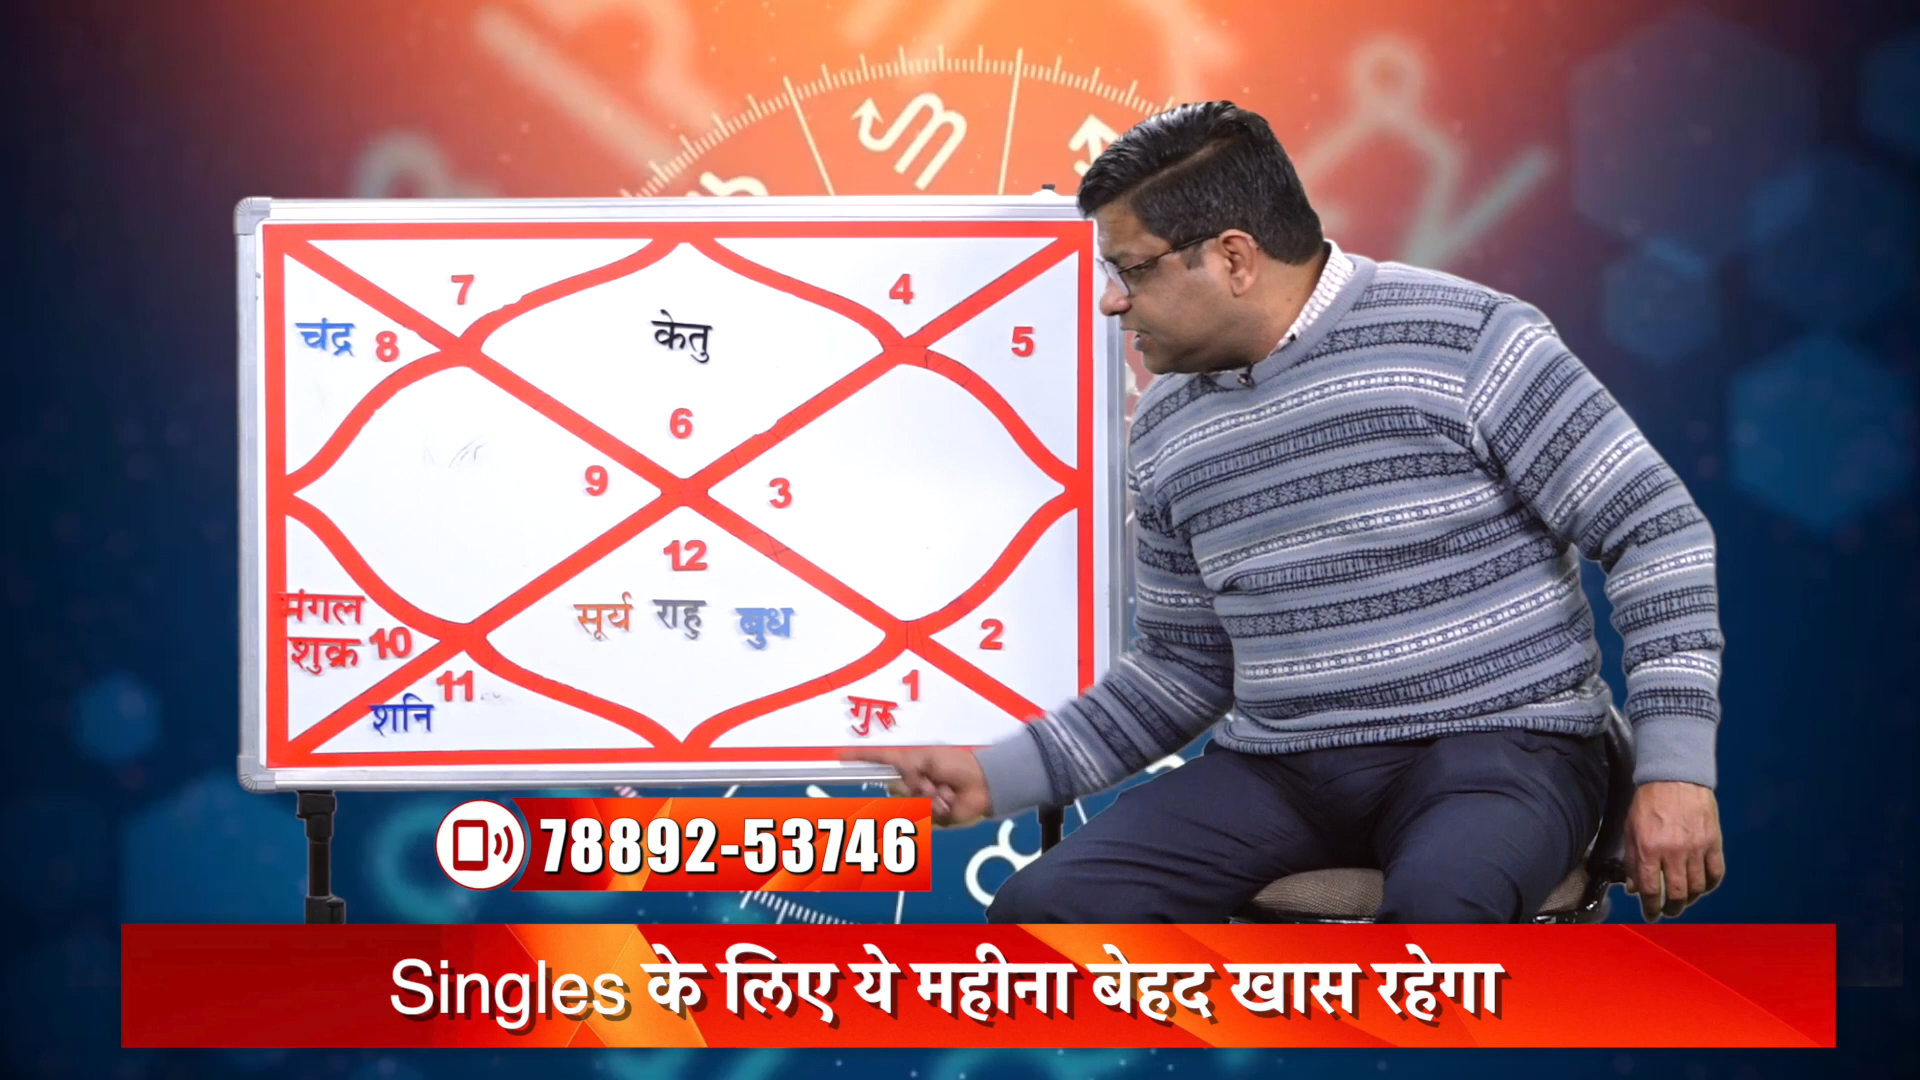 7
4
चंद्र 8
केतु
5
6
9
3
12
सूर्य राहु बुध
मंगल
शुक्र 10
2
11
शनि
1
गुरू
78892-53746
Singles के लिए ये महीना बेहद खास रहेगा